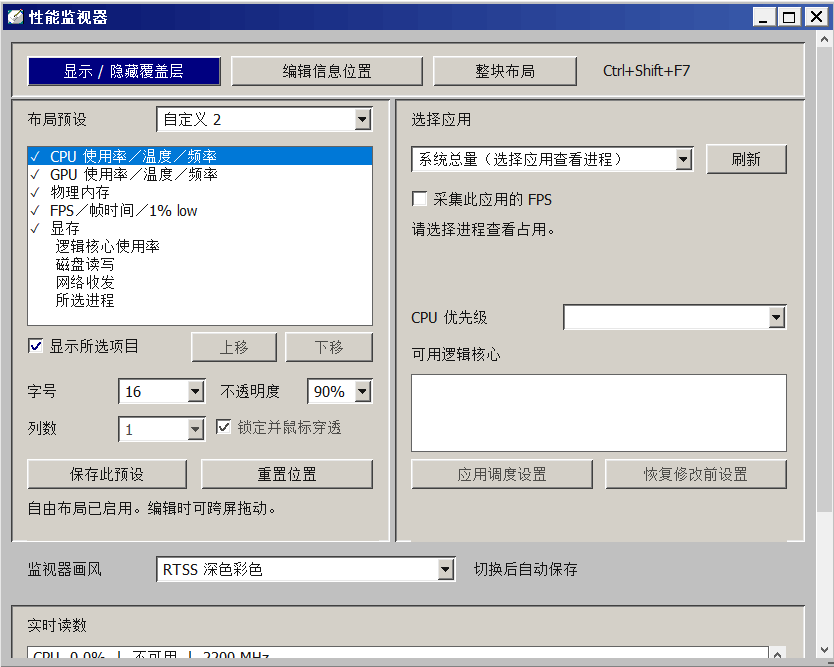 性能监视器
显示 / 隐藏覆盖层
编辑信息位置
整块布局
Ctrl+Shift+F7
布局预设
自定义 2
✓ CPU 使用率／温度／频率
✓ GPU 使用率／温度／频率
✓ 物理内存
✓ FPS／帧时间／1% low
✓ 显存
逻辑核心使用率
磁盘读写
网络收发
所选进程
显示所选项目
上移
下移
字号
16
不透明度
90%
列数
1
锁定并鼠标穿透
保存此预设
重置位置
自由布局已启用。编辑时可跨屏拖动。
选择应用
系统总量（选择应用查看进程）
刷新
采集此应用的 FPS
请选择进程查看占用。
CPU 优先级
可用逻辑核心
应用调度设置
恢复修改前设置
监视器画风
RTSS 深色彩色
切换后自动保存
实时读数
CPU 0.0% | 不可用 | 2200 MHz